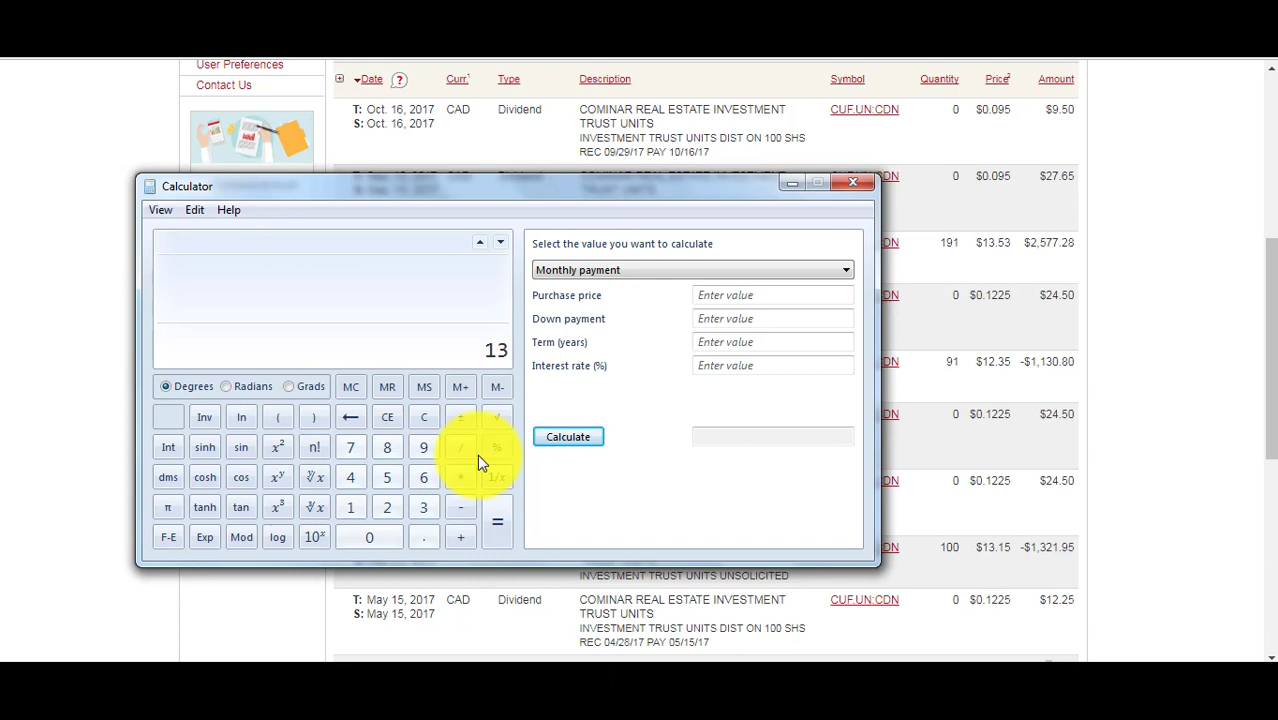 User Preferences
Contact Us
Date ? Curr.¹ Type Description Symbol Quantity Price² Amount
T: Oct. 16, 2017 CAD Dividend COMINAR REAL ESTATE INVESTMENT CUF.UN:CDN 0 $0.095 $9.50
S: Oct. 16, 2017 TRUST UNITS
INVESTMENT TRUST UNITS DIST ON 100 SHS
REC 09/29/17 PAY 10/16/17
0 $0.095 $27.65
Calculator
View Edit Help
Select the value you want to calculate
Monthly payment
Purchase price Enter value
Down payment Enter value
Term (years) Enter value
Interest rate (%) Enter value
Calculate
13
Degrees Radians Grads MC MR MS M+ M-
Inv ln ( ) ← CE C ± √
Int sinh sin x² n! 7 8 9 / %
dms cosh cos xʸ ʸ√x 4 5 6 * 1/x
π tanh tan x³ ³√x 1 2 3 - =
F-E Exp Mod log 10ˣ 0 . +
DN 191 $13.53 $2,577.28
DN 0 $0.1225 $24.50
DN 91 $12.35 -$1,130.80
DN 0 $0.1225 $24.50
DN 0 $0.1225 $24.50
DN 100 $13.15 -$1,321.95
INVESTMENT TRUST UNITS UNSOLICITED
T: May 15, 2017 CAD Dividend COMINAR REAL ESTATE INVESTMENT CUF.UN:CDN 0 $0.1225 $12.25
S: May 15, 2017 TRUST UNITS
INVESTMENT TRUST UNITS DIST ON 100 SHS
REC 04/28/17 PAY 05/15/17